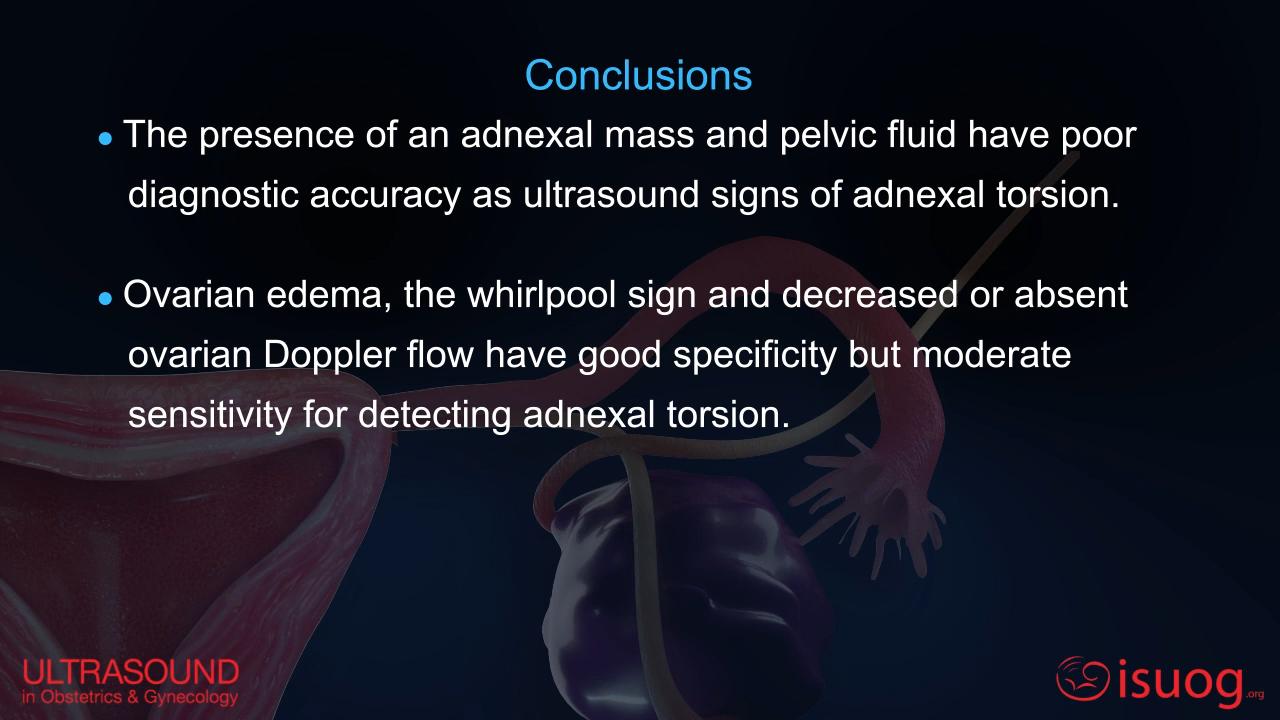 Conclusions
● The presence of an adnexal mass and pelvic fluid have poor
diagnostic accuracy as ultrasound signs of adnexal torsion.
● Ovarian edema, the whirlpool sign and decreased or absent
ovarian Doppler flow have good specificity but moderate
sensitivity for detecting adnexal torsion.
ULTRASOUND
in Obstetrics & Gynecology
isuog.org